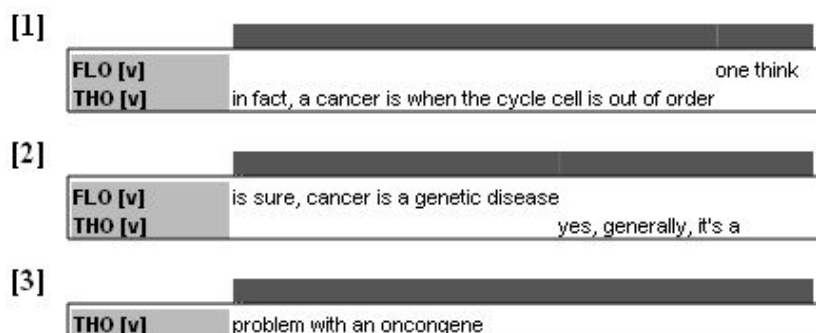 [1]
FLO [v] one think
THO [v] in fact, a cancer is when the cycle cell is out of order
[2]
FLO [v] is sure, cancer is a genetic disease
THO [v] yes, generally, it's a
[3]
THO [v] problem with an oncongene